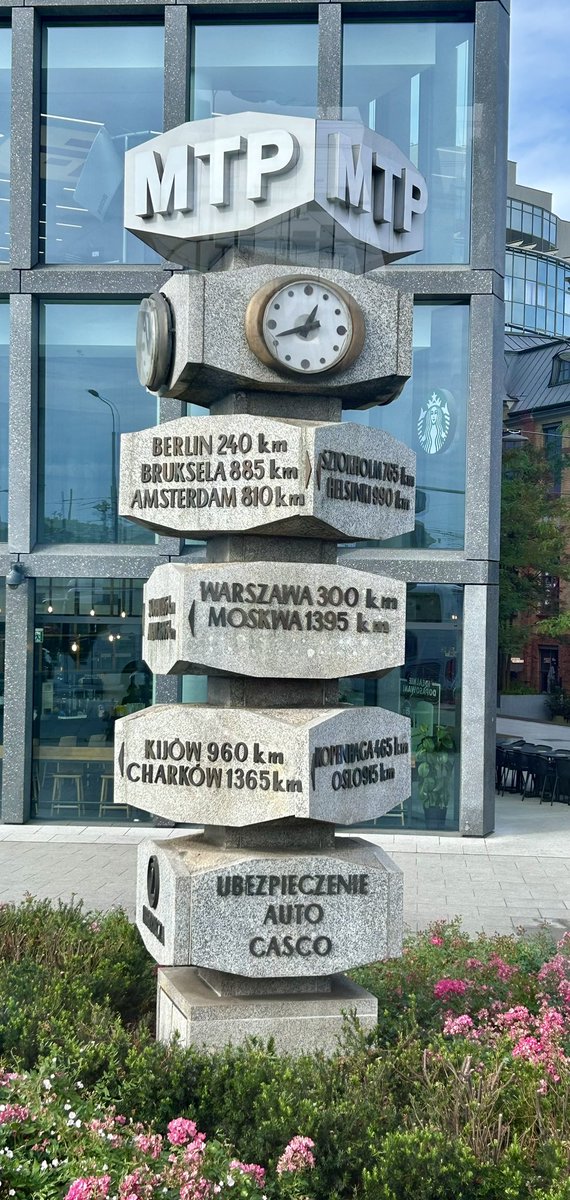 MTP
MTP
BERLIN 240 km
BRUKSELA 885 km
AMSTERDAM 810 km
SZTOKHOLM 765 km
HELSINKI 990 km
WARSZAWA 300 km
MOSKWA 1395 km
KIJÓW 960 km
CHARKÓW 1365 km
KOPENHAGA 465 km
OSLO 915 km
UBEZPIECZENIE
AUTO
CASCO